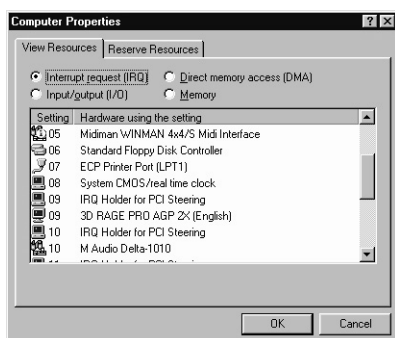 Computer Properties
View Resources Reserve Resources
Interrupt request (IRQ) Direct memory access (DMA)
Input/output (I/O) Memory
Setting Hardware using the setting
05 Midiman WINMAN 4x4/S Midi Interface
06 Standard Floppy Disk Controller
07 ECP Printer Port (LPT1)
08 System CMOS/real time clock
09 IRQ Holder for PCI Steering
09 3D RAGE PRO AGP 2X (English)
10 IRQ Holder for PCI Steering
10 M Audio Delta-1010
OK Cancel